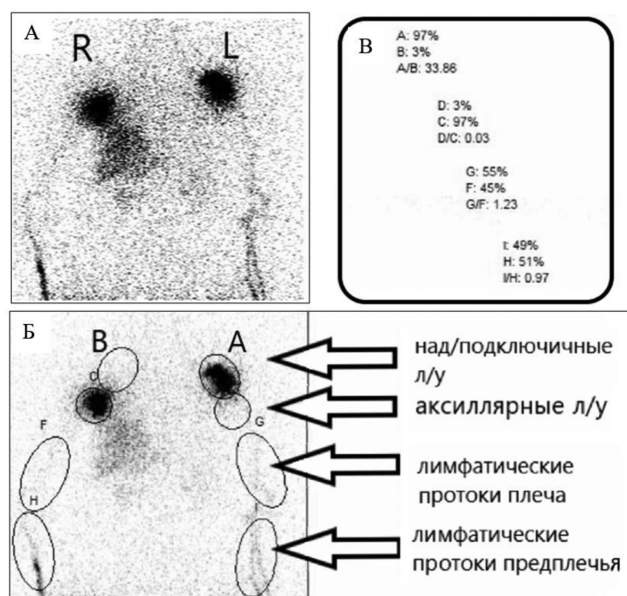 А
R
L
В
A: 97%
B: 3%
A/B: 33.86
D: 3%
C: 97%
D/C: 0.03
G: 55%
F: 45%
G/F: 1.23
I: 49%
H: 51%
I/H: 0.97
Б
B
A
над/подключичные
л/у
G
аксиллярные л/у
F
лимфатические
протоки плеча
H
I
лимфатические
протоки предплечья